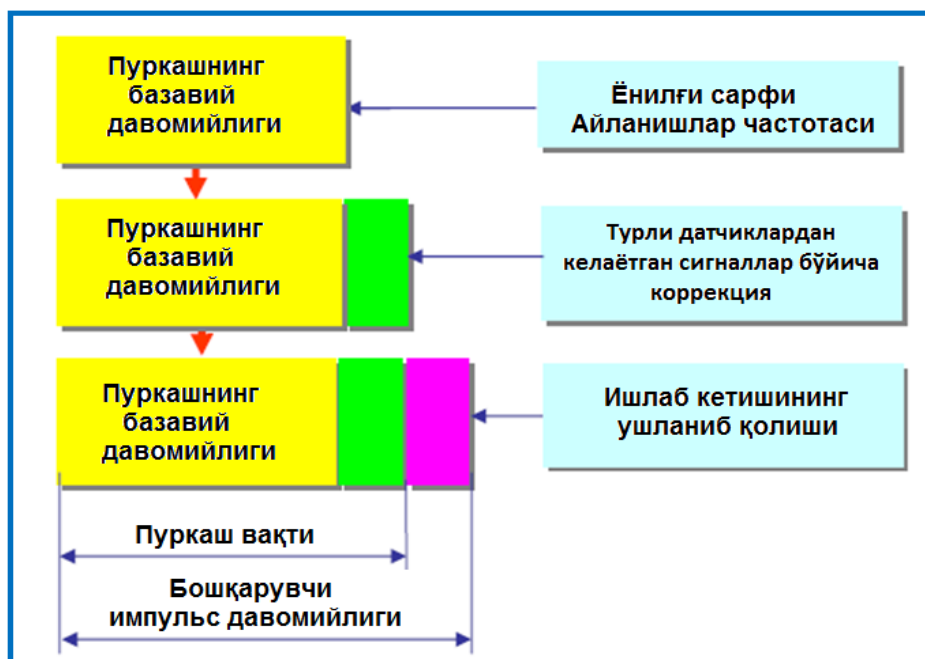 Пуркашнинг
базавий
давомийлиги
Ёнилғи сарфи
Айланишлар частотаси
Пуркашнинг
базавий
давомийлиги
Турли датчиклардан
келаётган сигналлар бўйича
коррекция
Пуркашнинг
базавий
давомийлиги
Ишлаб кетишининг
ушланиб қолиши
Пуркаш вақти
Бошқарувчи
импульс давомийлиги